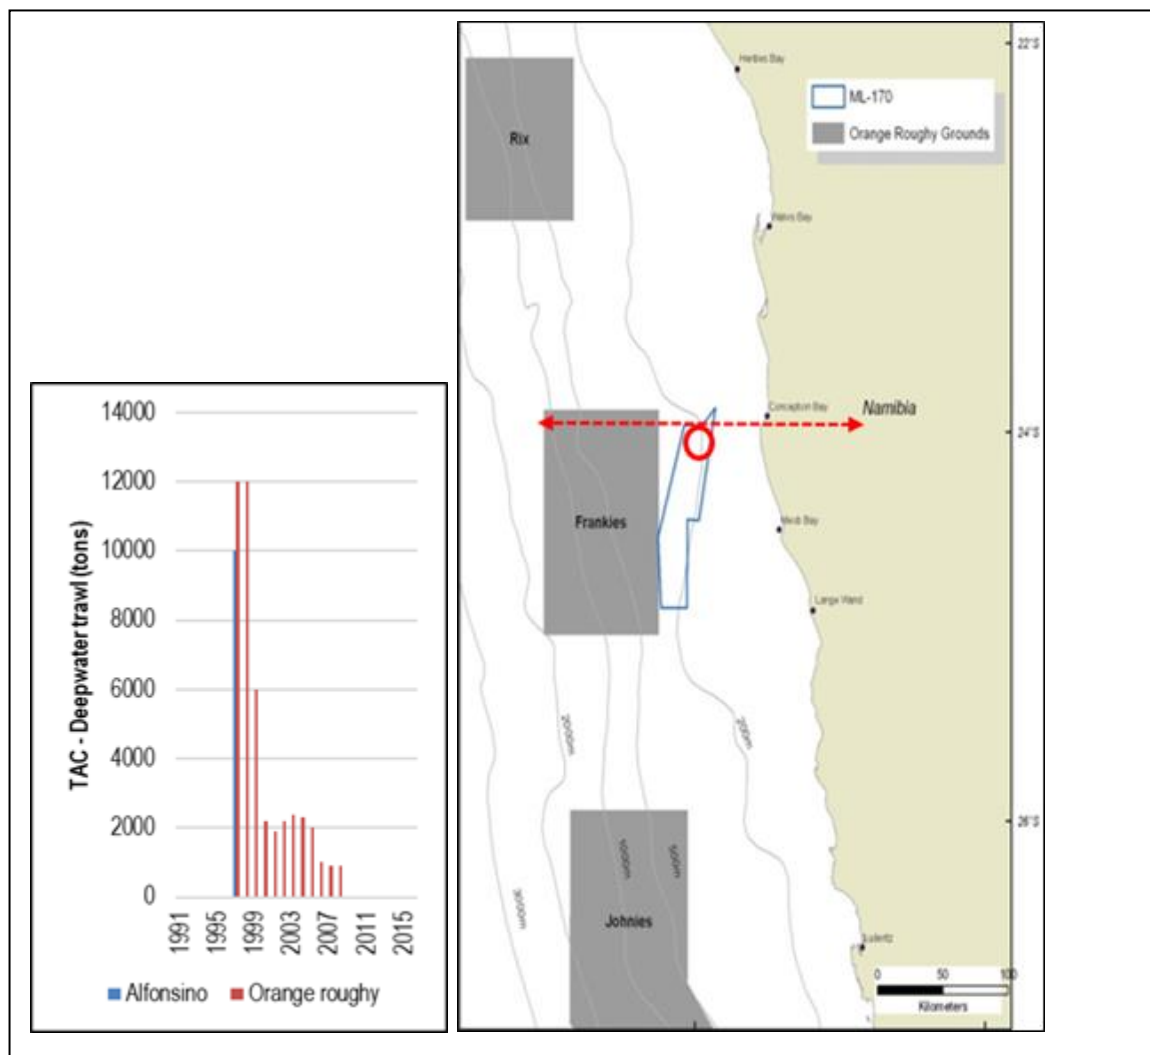 14000
12000
10000
8000
6000
4000
2000
0
TAC - Deepwater trawl (tons)
1991
1995
1999
2003
2007
2011
2015
Alfonsino
Orange roughy
22°S
Hentiws Bay
ML-170
Orange Roughy Grounds
Rix
Walvis Bay
Conception Bay
Namibia
24°S
Frankies
Meob Bay
Lange Wand
2000m
200m
26°S
1000m
500m
3000m
Johnies
Luderitz
0
50
100
Kilometers